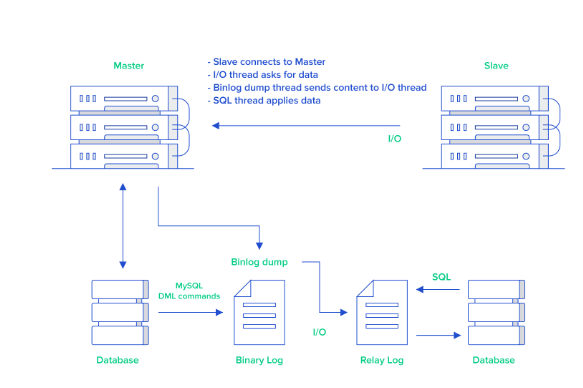 Master
- Slave connects to Master
- I/O thread asks for data
- Binlog dump thread sends content to I/O thread
- SQL thread applies data
Slave
I/O
Binlog dump
MySQL
DML commands
SQL
I/O
Database
Binary Log
Relay Log
Database